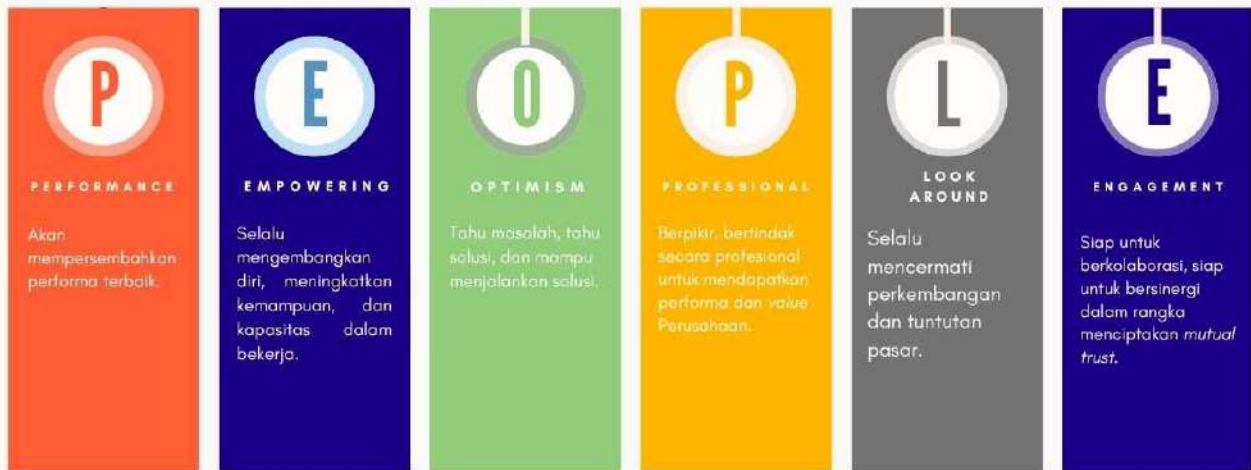 P
PERFORMANCE
Akan
mempersembahkan
performa terbaik.
E
EMPOWERING
Selalu
mengembangkan
diri, meningkatkan
kemampuan, dan
kapasitas dalam
bekerja.
O
OPTIMISM
Tahu masalah, tahu
solusi, dan mampu
menjalankan solusi.
P
PROFESSIONAL
Berpikir, bertindak
secara profesional
untuk mendapatkan
performa dan value
Perusahaan.
L
LOOK
AROUND
Selalu
mencermati
perkembangan
dan tuntutan
pasar.
E
ENGAGEMENT
Siap untuk
berkolaborasi, siap
untuk bersinergi
dalam rangka
menciptakan mutual
trust.